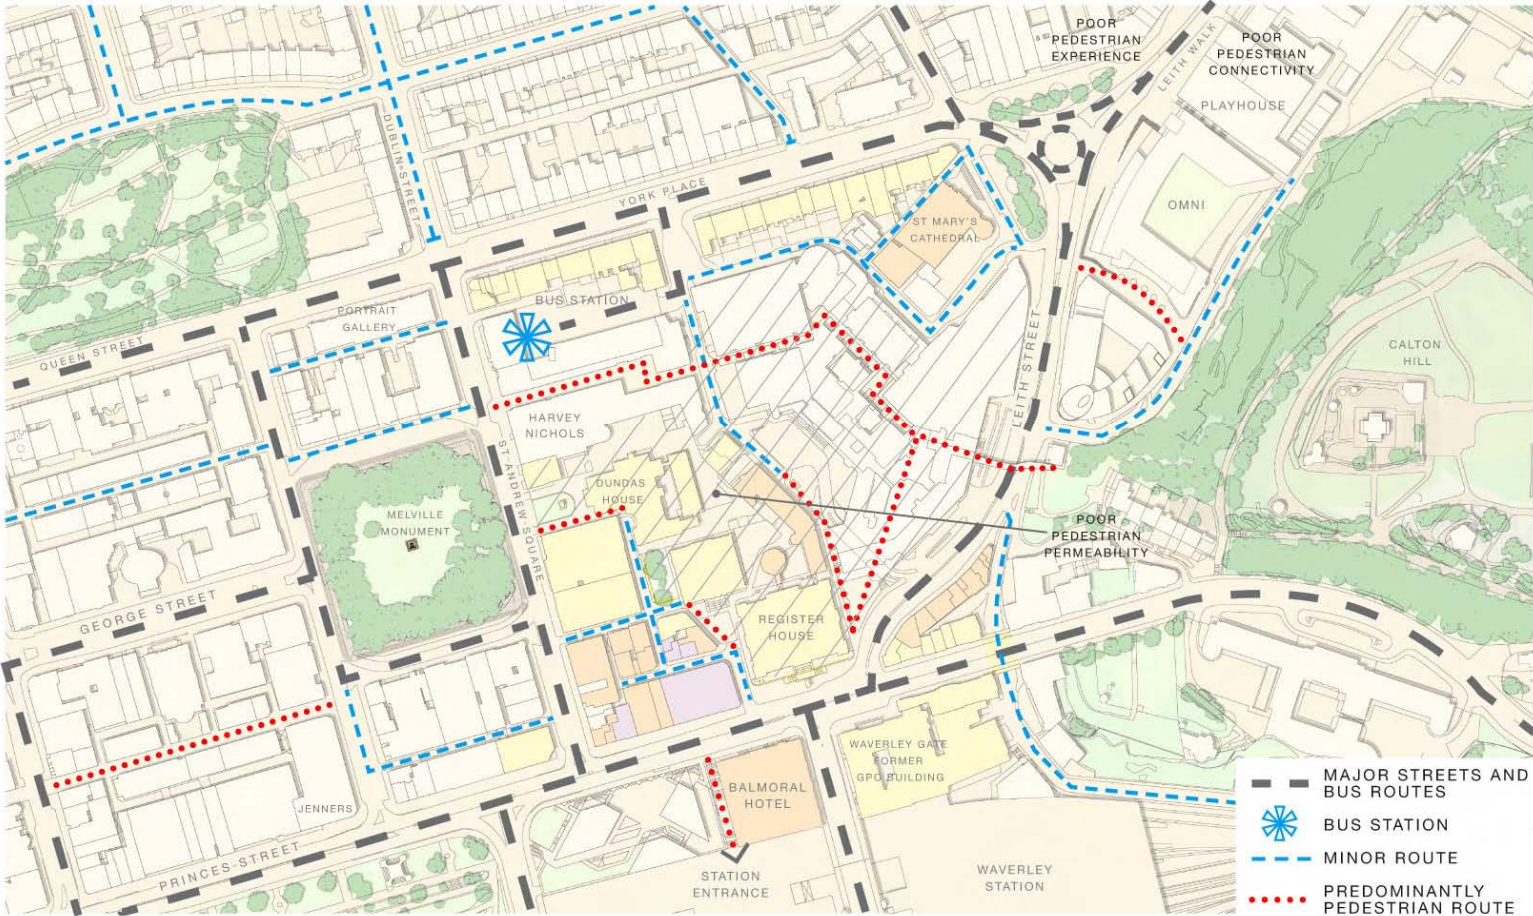 POOR
PEDESTRIAN
EXPERIENCE
POOR
PEDESTRIAN
CONNECTIVITY
LEITH WALK
PLAYHOUSE
DUBLIN STREET
YORK PLACE
OMNI
ST MARY'S
CATHEDRAL
BUS STATION
PORTRAIT
GALLERY
QUEEN STREET
LEITH STREET
CALTON
HILL
HARVEY
NICHOLS
ST ANDREW SQUARE
DUNDAS
HOUSE
MELVILLE
MONUMENT
POOR
PEDESTRIAN
PERMEABILITY
GEORGE STREET
REGISTER
HOUSE
WAVERLEY GATE
FORMER
GPO BUILDING
BALMORAL
HOTEL
JENNERS
PRINCES STREET
STATION
ENTRANCE
WAVERLEY
STATION
MAJOR STREETS AND
BUS ROUTES
BUS STATION
MINOR ROUTE
PREDOMINANTLY
PEDESTRIAN ROUTE